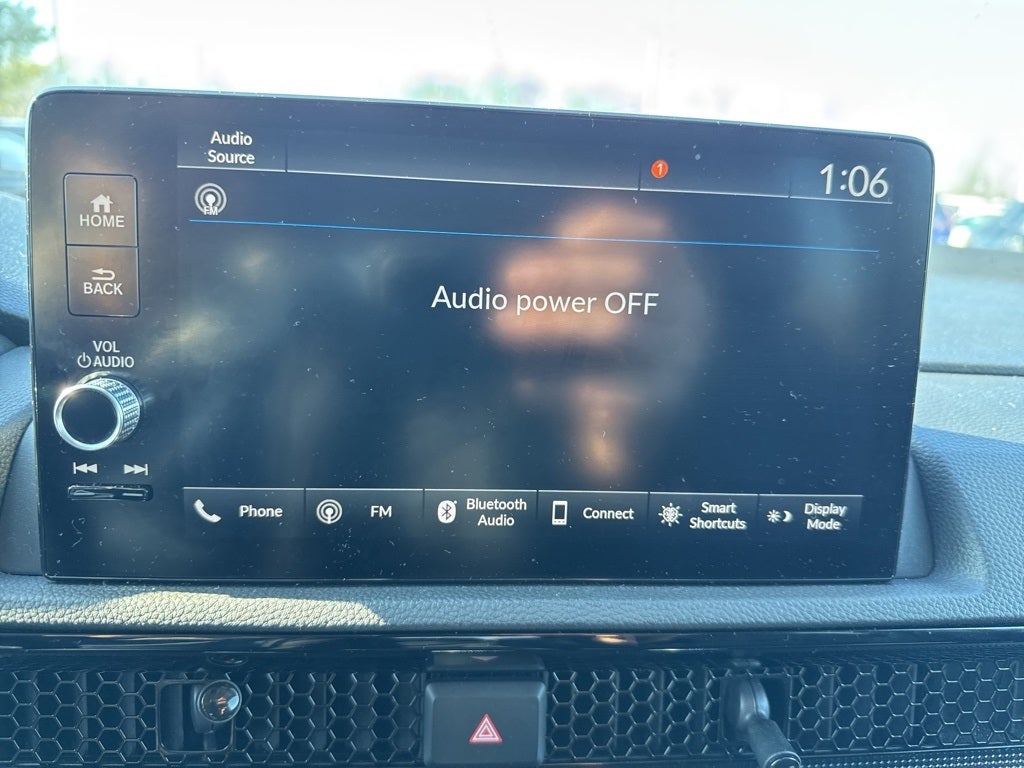 Audio
Source
1
1:06
HOME
FM
BACK
Audio power OFF
VOL
AUDIO
Phone
FM
Bluetooth
Audio
Connect
Smart
Shortcuts
Display
Mode